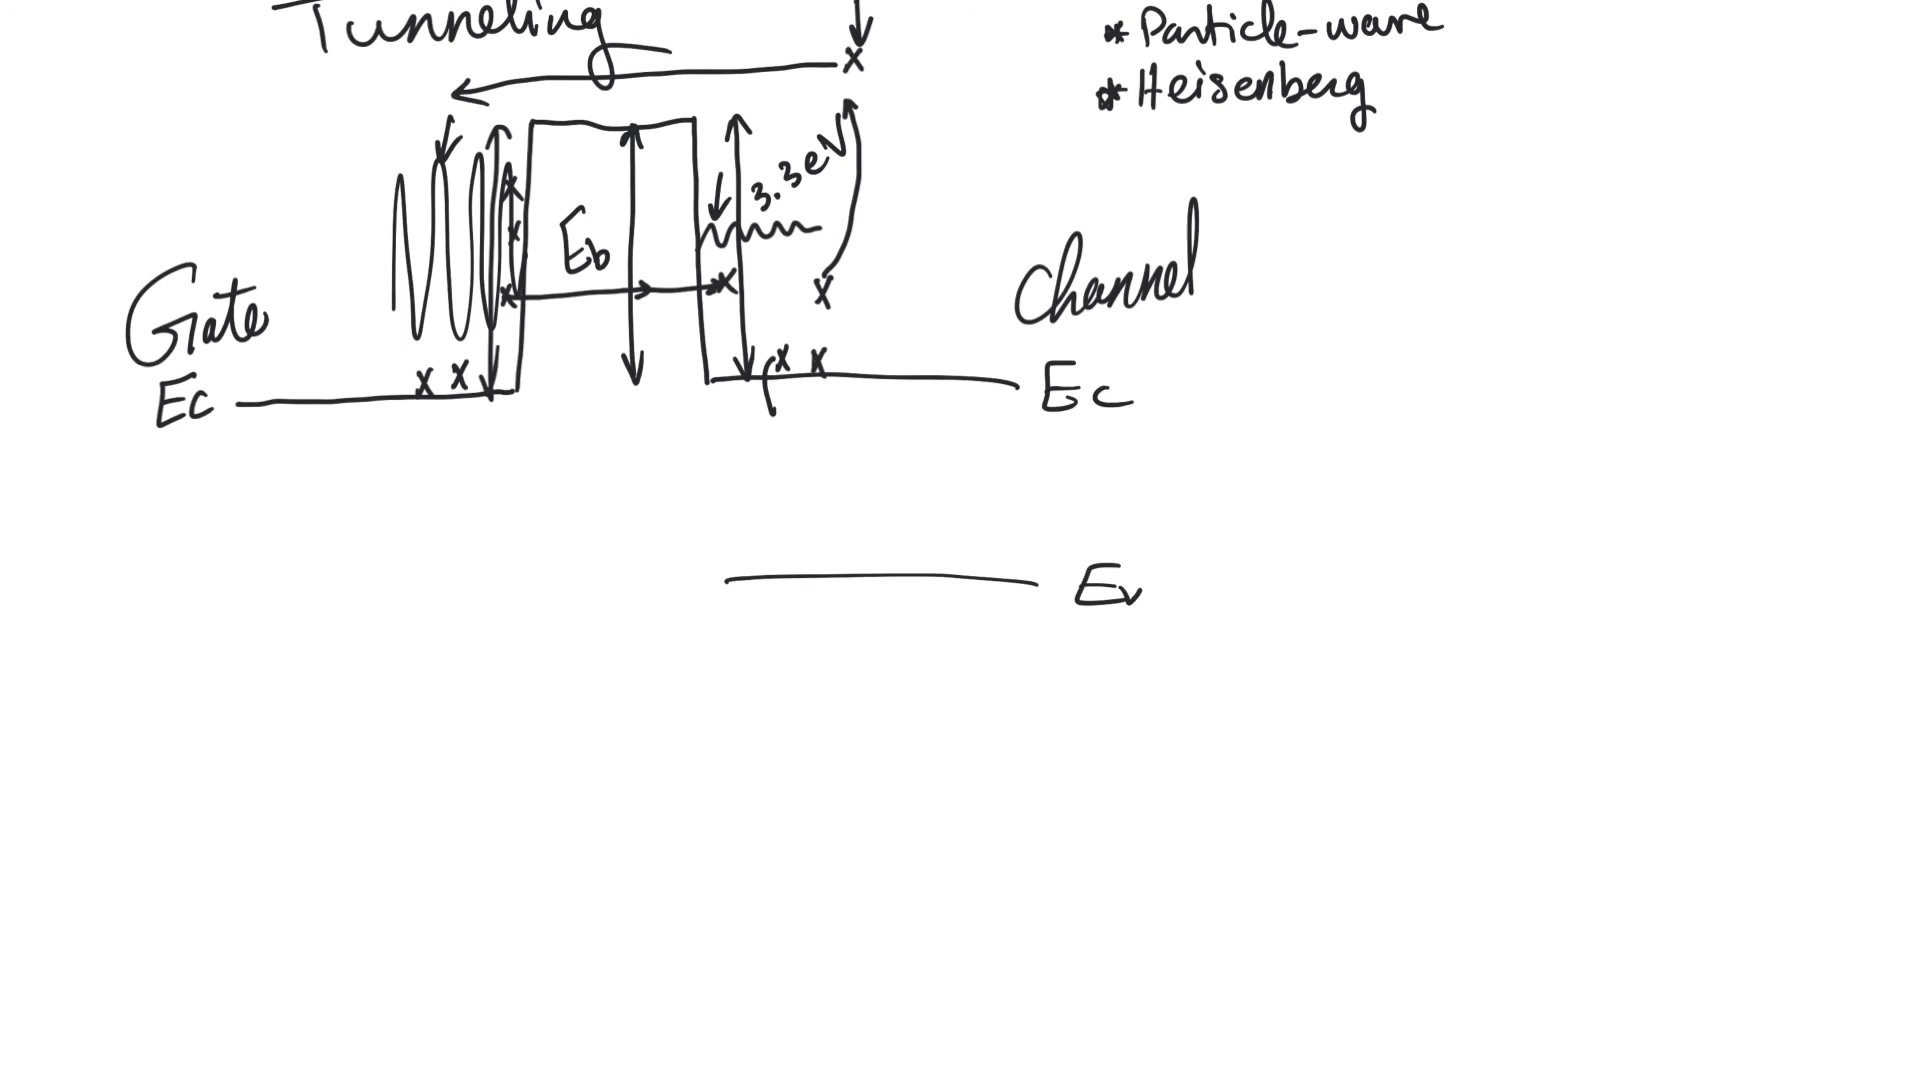 Tunneling
* Particle-wave
* Heisenberg
3.3eV
Eb
Gate
Channel
Ec
Ec
Ev